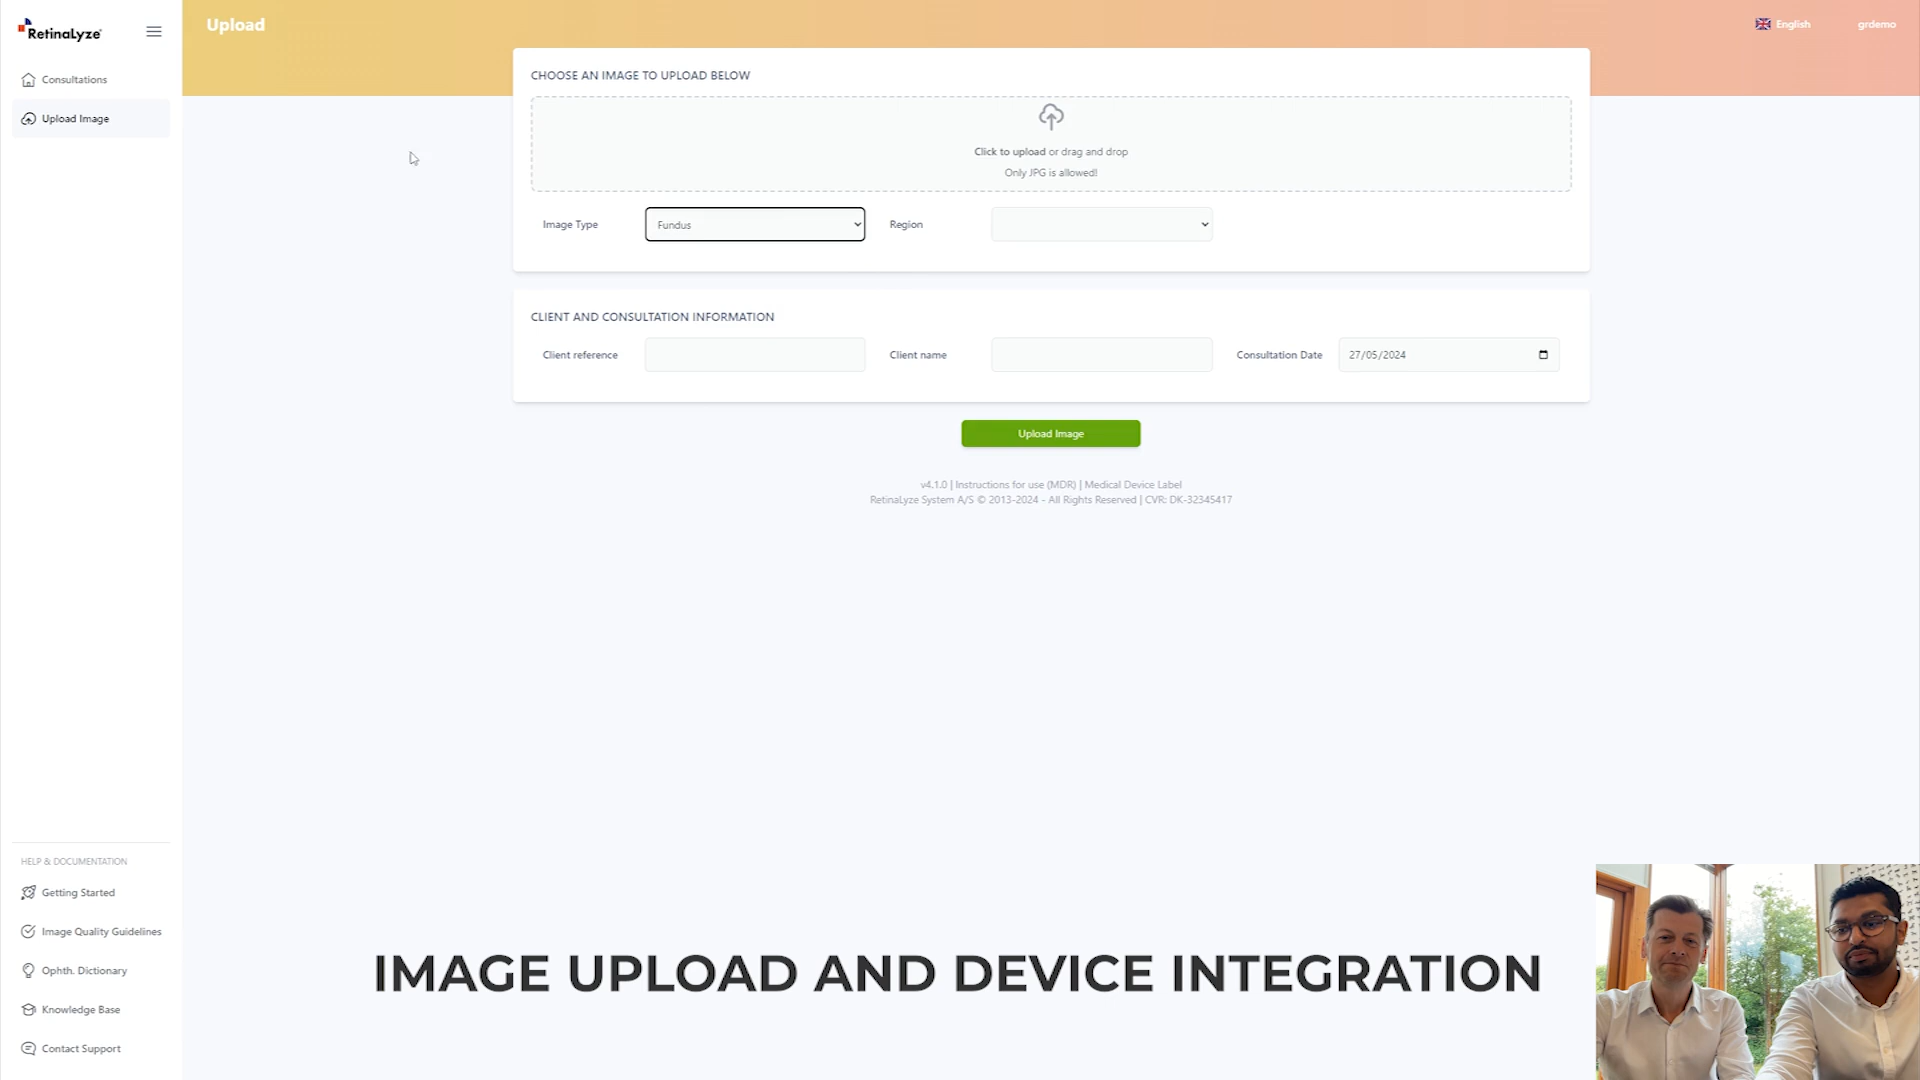 RetinaLyze
Upload
English
grdemo
Consultations
Upload Image
CHOOSE AN IMAGE TO UPLOAD BELOW
Click to upload or drag and drop
Only JPG is allowed!
Image Type
Fundus
Region
CLIENT AND CONSULTATION INFORMATION
Client reference
Client name
Consultation Date
27/05/2024
Upload Image
v4.1.0 | Instructions for use (MDR) | Medical Device Label
RetinaLyze System A/S © 2013-2024 - All Rights Reserved | CVR: DK-32345417
HELP & DOCUMENTATION
Getting Started
Image Quality Guidelines
Ophth. Dictionary
Knowledge Base
Contact Support
IMAGE UPLOAD AND DEVICE INTEGRATION